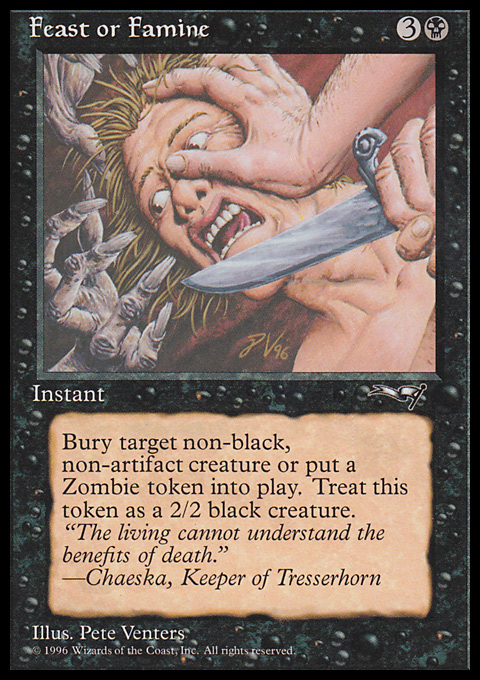 Feast or Famine 3
PV96
Instant
Bury target non-black,
non-artifact creature or put a
Zombie token into play. Treat this
token as a 2/2 black creature.
“The living cannot understand the
benefits of death.”
—Chaeska, Keeper of Tresserhorn
Illus. Pete Venters
© 1996 Wizards of the Coast, Inc. All rights reserved.